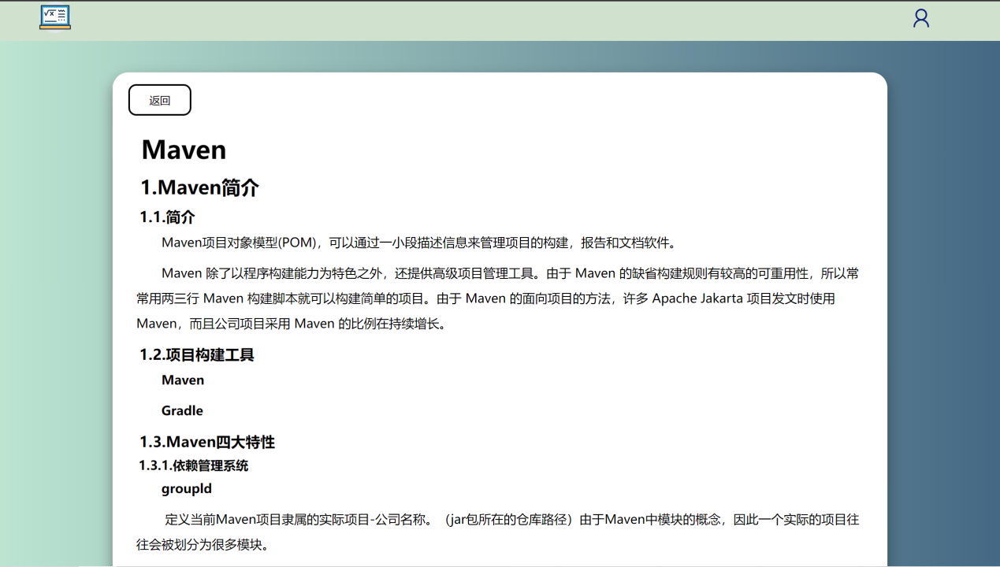 返回
Maven
1.Maven简介
1.1.简介
Maven项目对象模型(POM)，可以通过一小段描述信息来管理项目的构建，报告和文档软件。
Maven 除了以程序构建能力为特色之外，还提供高级项目管理工具。由于 Maven 的缺省构建规则有较高的可重用性，所以常
常用两三行 Maven 构建脚本就可以构建简单的项目。由于 Maven 的面向项目的方法，许多 Apache Jakarta 项目发文时使用
Maven，而且公司项目采用 Maven 的比例在持续增长。
1.2.项目构建工具
Maven
Gradle
1.3.Maven四大特性
1.3.1.依赖管理系统
groupId
定义当前Maven项目隶属的实际项目-公司名称。（jar包所在的仓库路径）由于Maven中模块的概念，因此一个实际的项目往
往会被划分为很多模块。